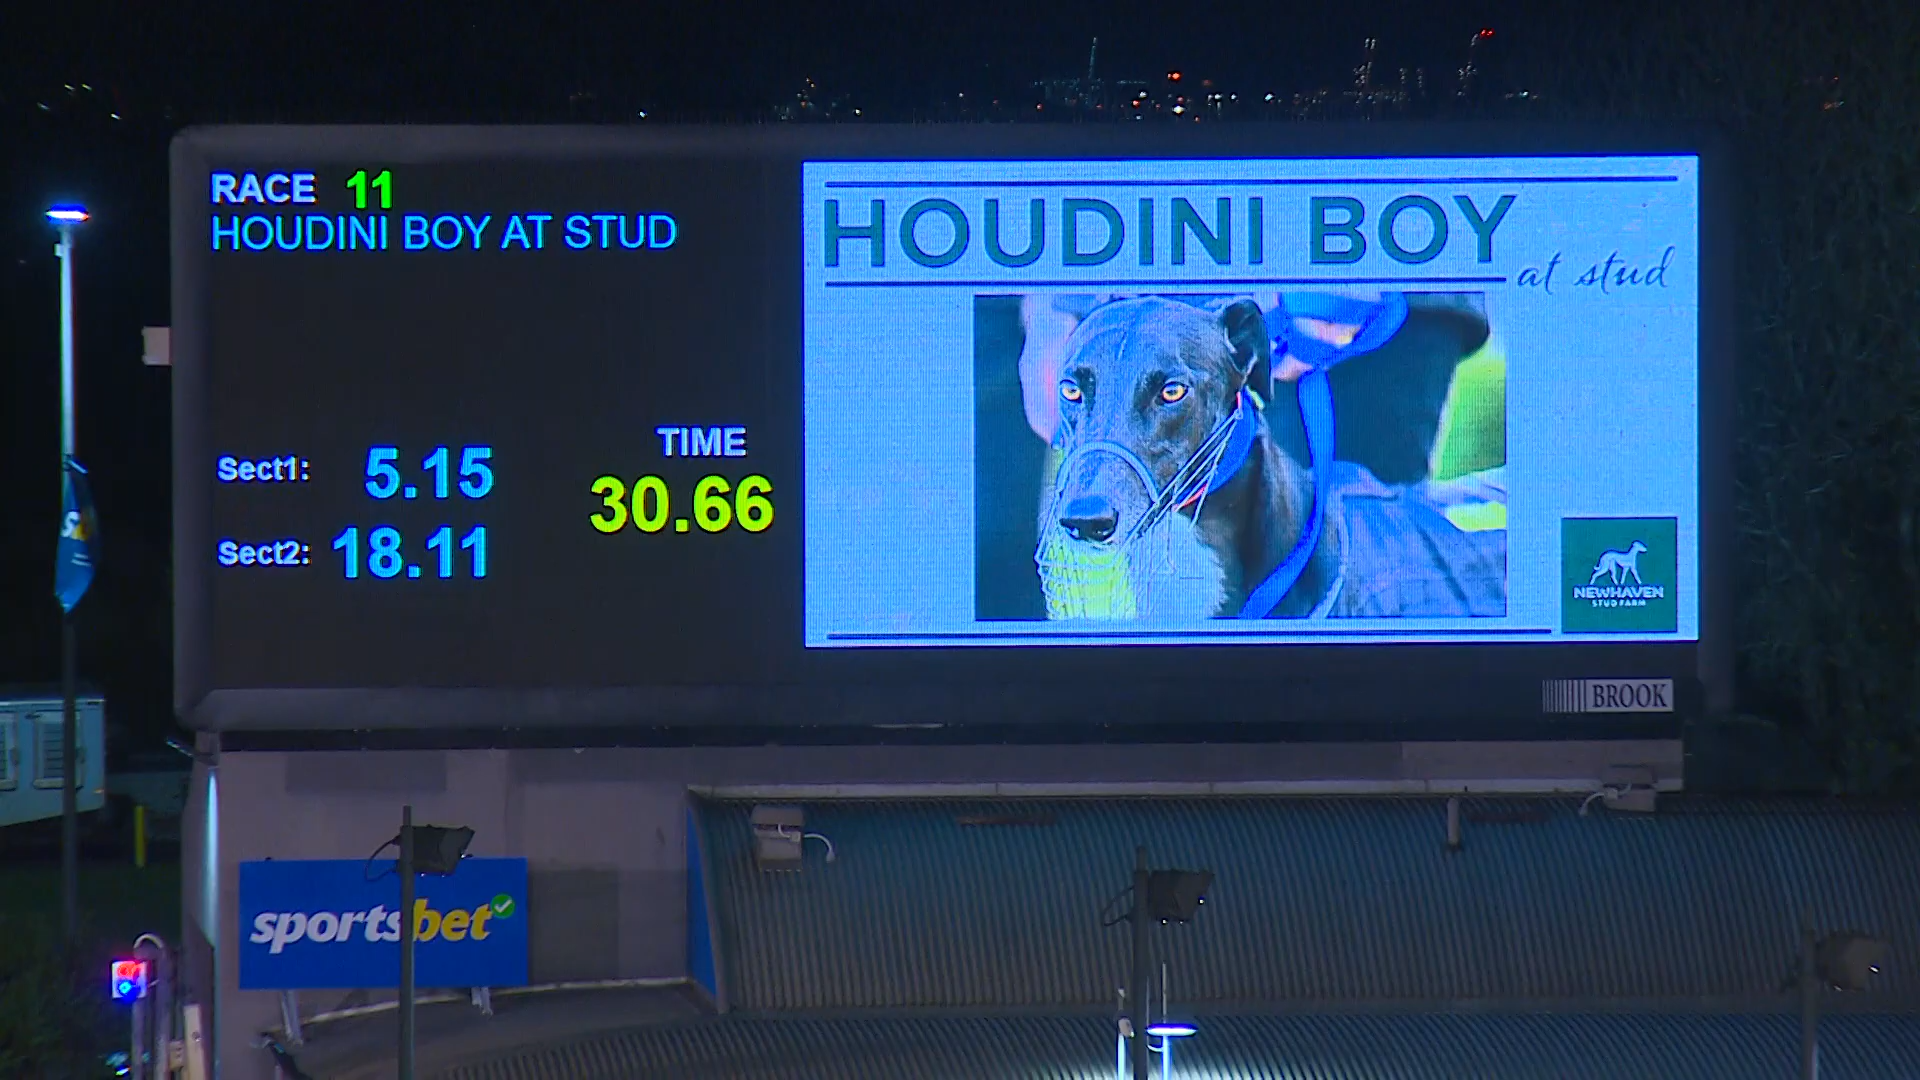 RACE 11
HOUDINI BOY AT STUD
Sect1: 5.15
Sect2: 18.11
TIME
30.66
HOUDINI BOY
at stud
NEWHAVEN
STUD FARM
BROOK
sportsbet